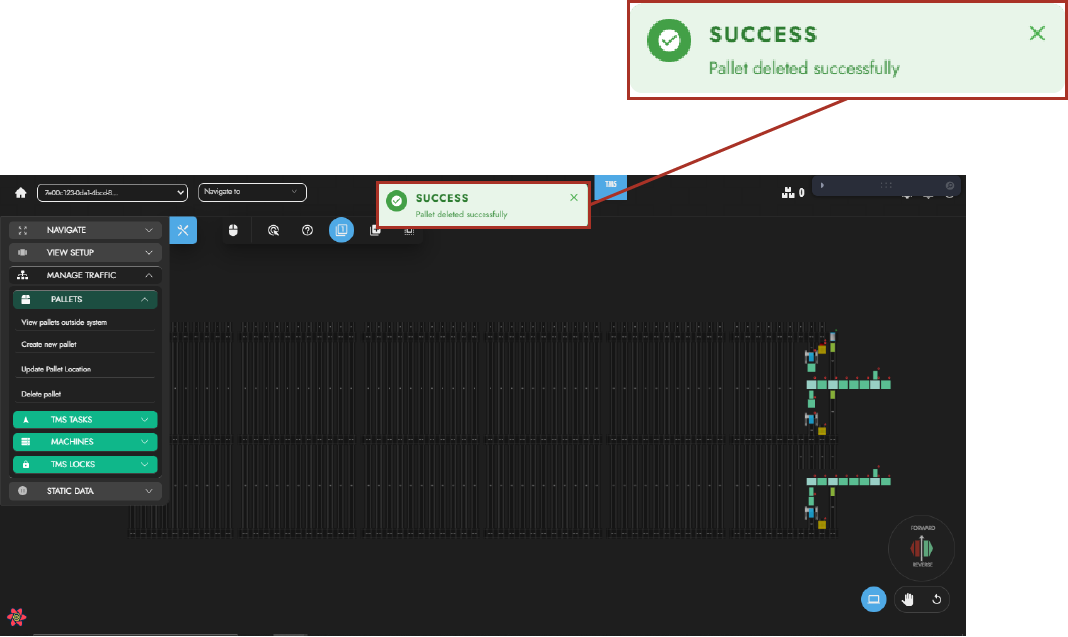 SUCCESS
Pallet deleted successfully
7e00c123-0da1-4bcd-8...
Navigate to
SUCCESS
Pallet deleted successfully
TMS
0
NAVIGATE
VIEW SETUP
MANAGE TRAFFIC
PALLETS
View pallets outside system
Create new pallet
Update Pallet Location
Delete pallet
TMS TASKS
MACHINES
TMS LOCKS
STATIC DATA
FORWARD
REVERSE